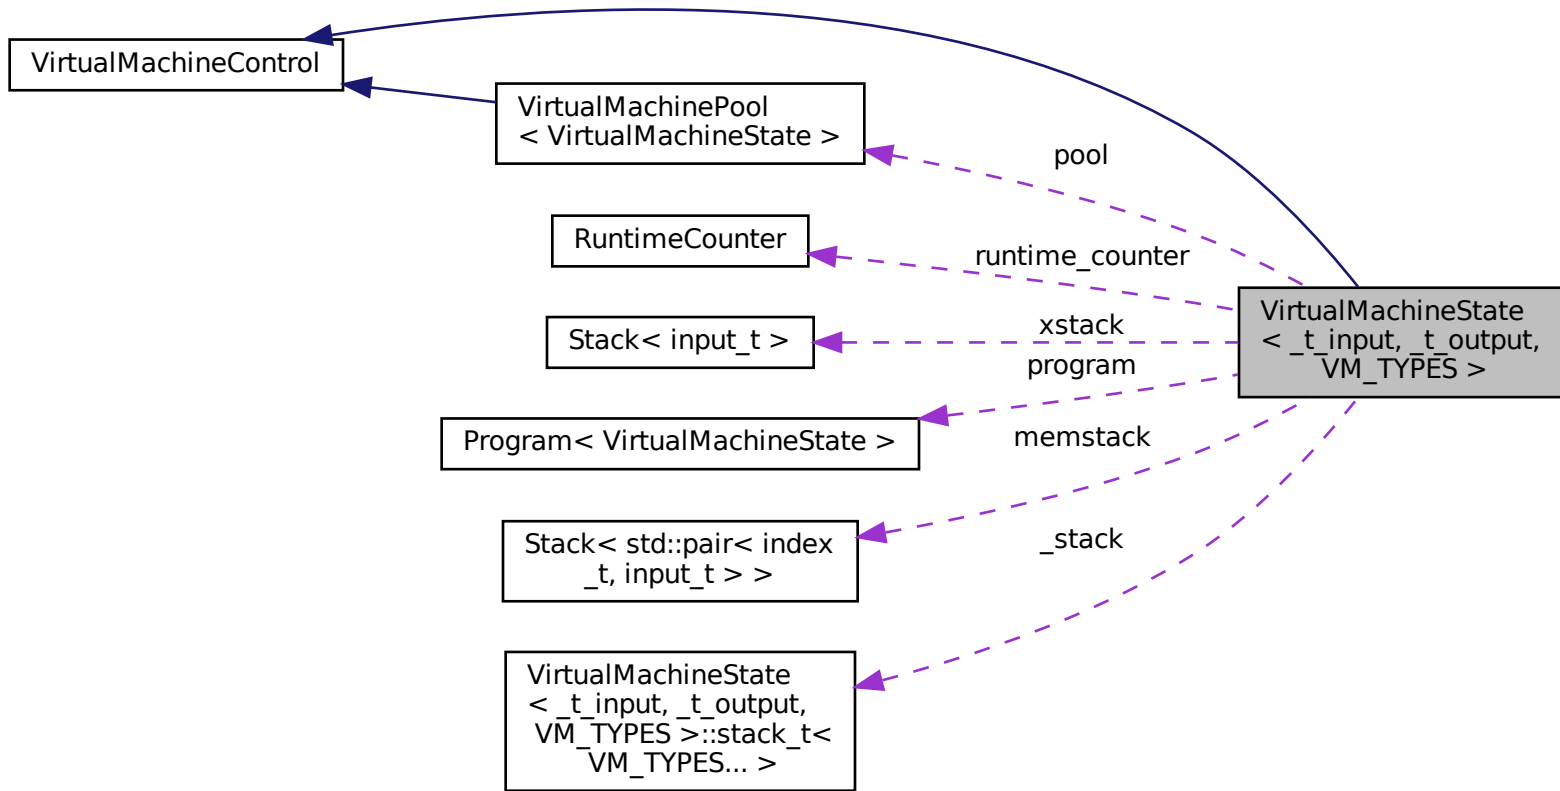 VirtualMachineControl
VirtualMachinePool
< VirtualMachineState >
pool
RuntimeCounter
runtime_counter
VirtualMachineState
< _t_input, _t_output,
VM_TYPES >
Stack< input_t >
xstack
program
Program< VirtualMachineState >
memstack
Stack< std::pair< index
_t, input_t > >
_stack
VirtualMachineState
< _t_input, _t_output,
VM_TYPES >::stack_t<
VM_TYPES... >